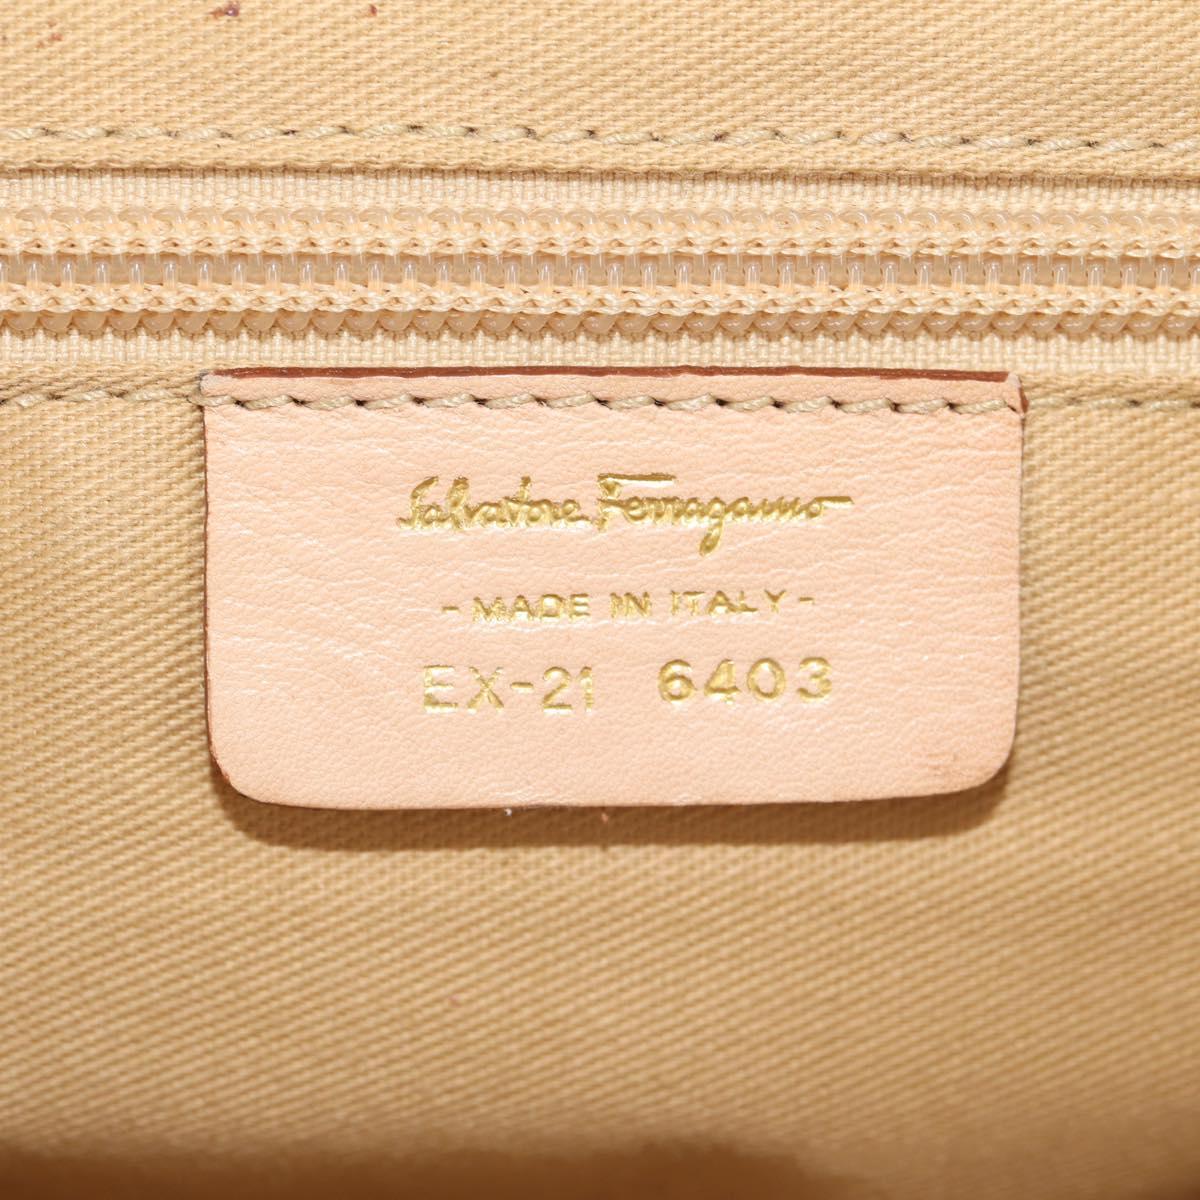 Salvatore Ferragamo
- MADE IN ITALY -
EX-21 6403